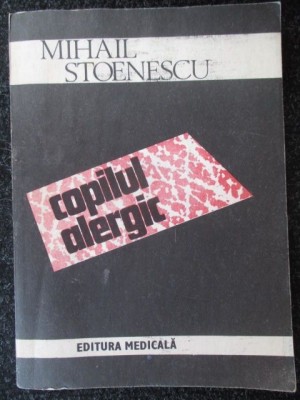 MIHAIL
STOENESCU
copilul
alergic
EDITURA MEDICALĂ